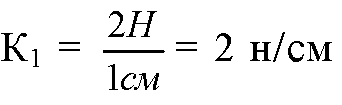 К₁ = 2Н/1см = 2 н/см